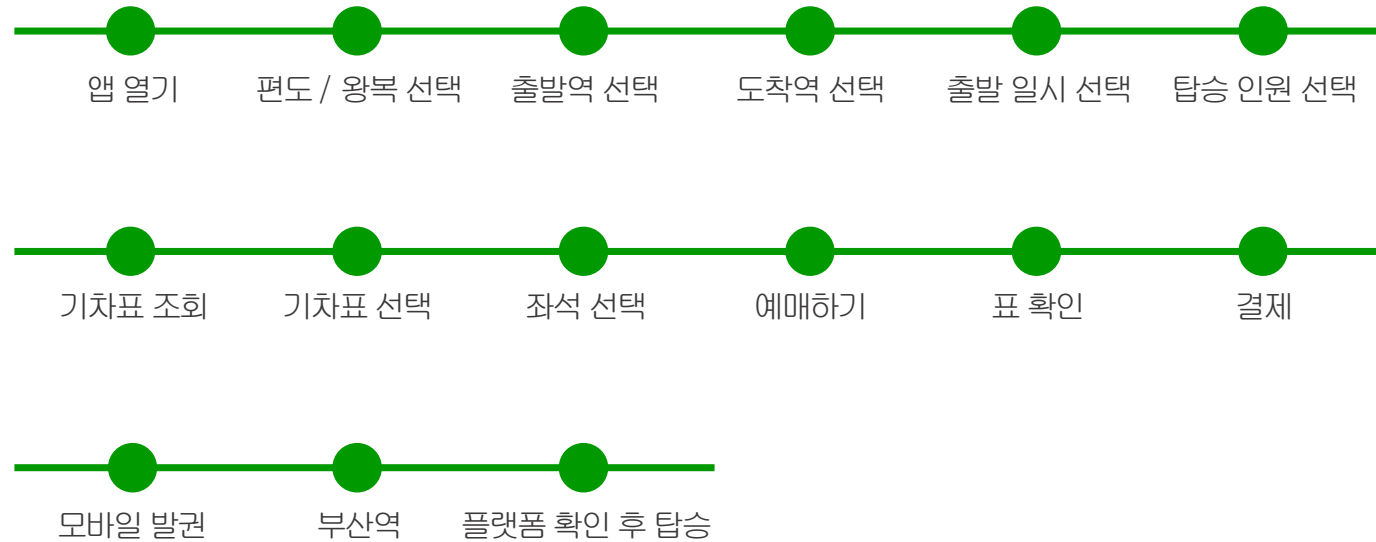 앱 열기 편도 / 왕복 선택 출발역 선택 도착역 선택 출발 일시 선택 탑승 인원 선택
기차표 조회 기차표 선택 좌석 선택 예매하기 표 확인 결제
모바일 발권 부산역 플랫폼 확인 후 탑승